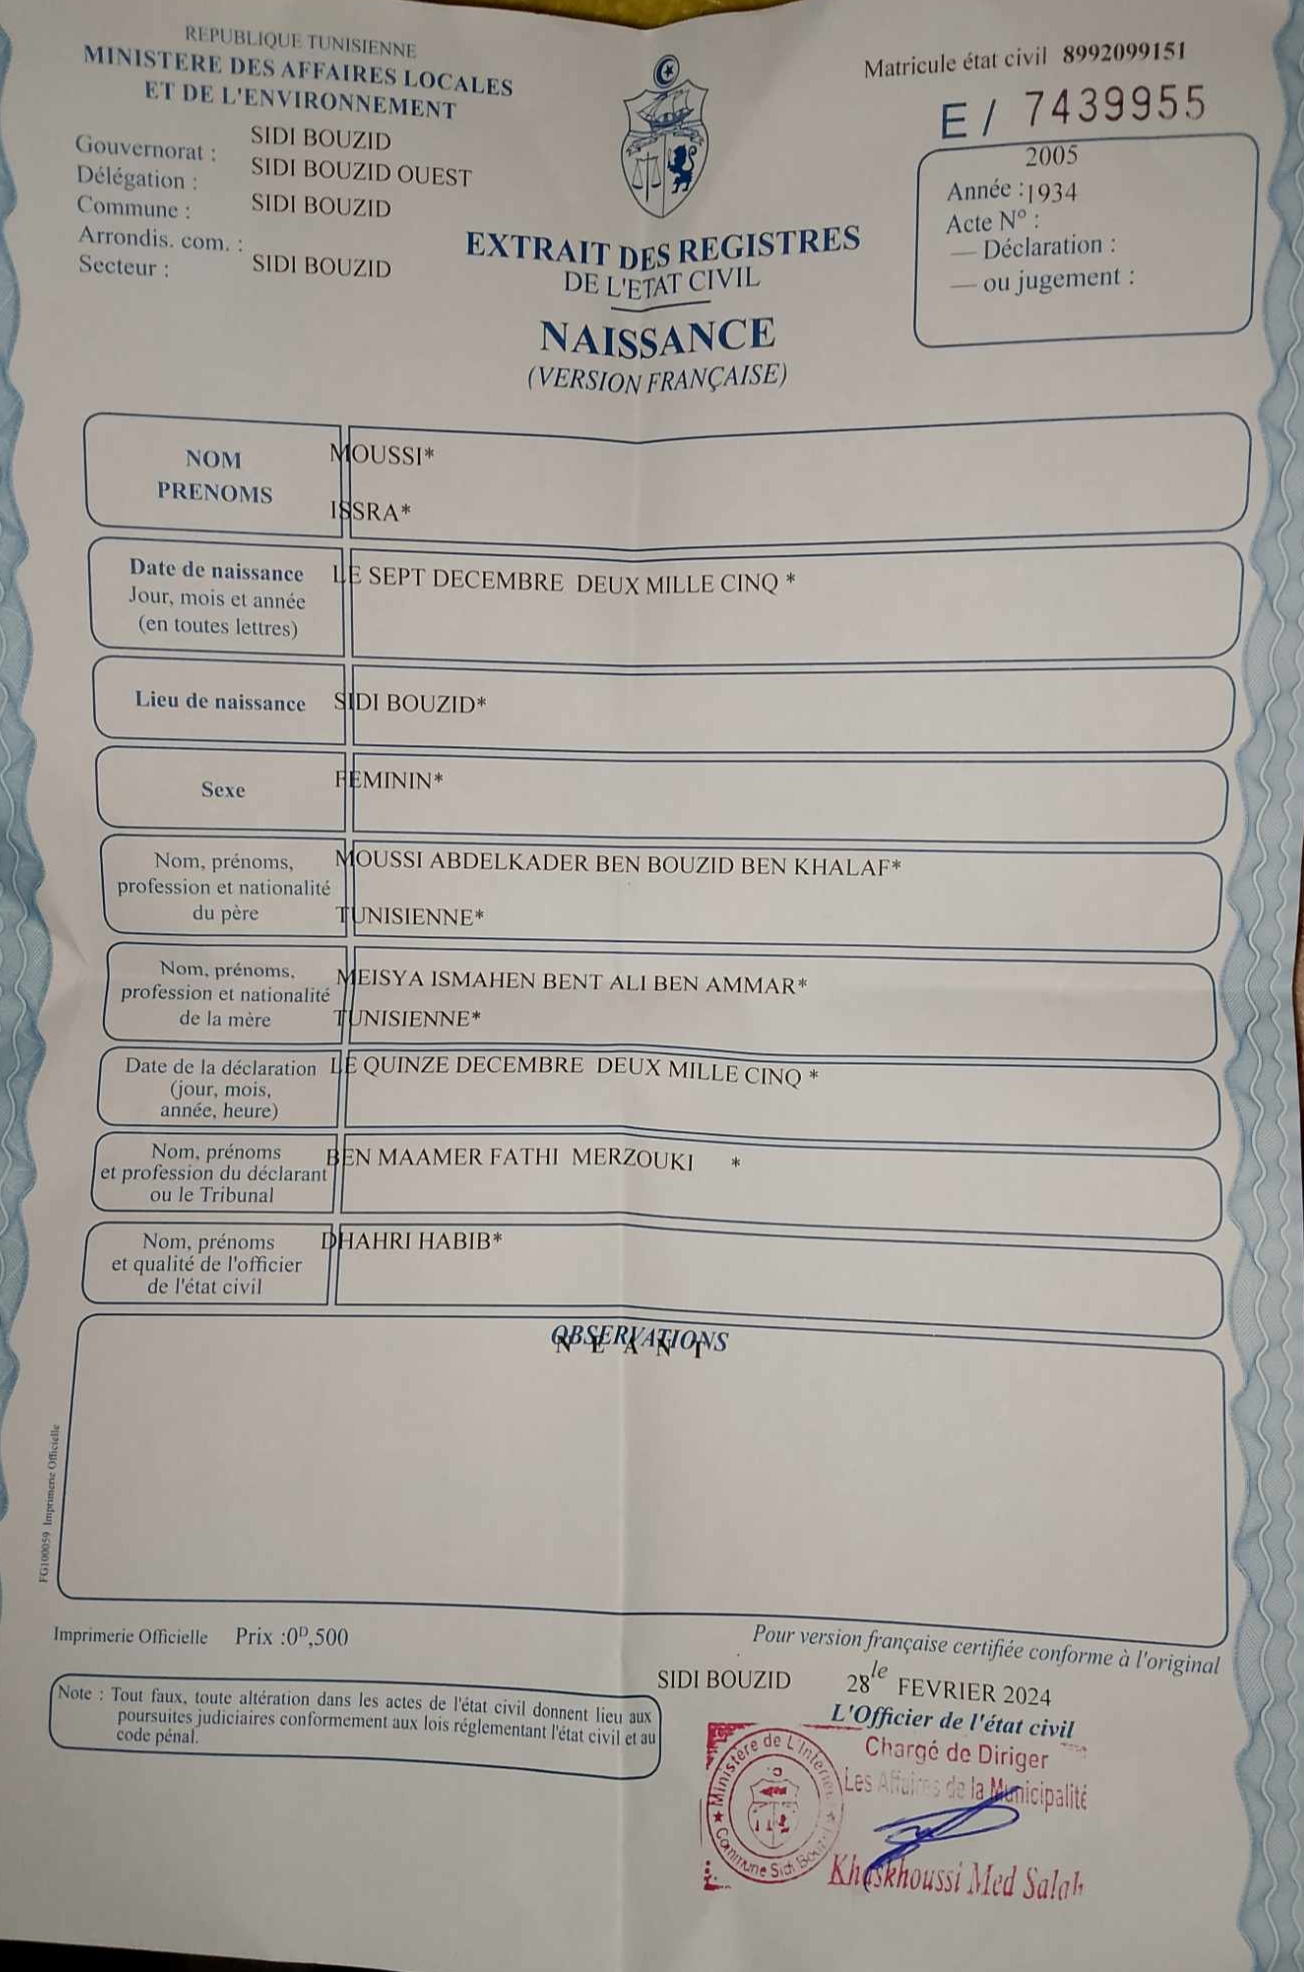 REPUBLIQUE TUNISIENNE
MINISTERE DES AFFAIRES LOCALES
ET DE L'ENVIRONNEMENT
Gouvernorat : SIDI BOUZID
Délégation : SIDI BOUZID OUEST
Commune : SIDI BOUZID
Arrondis. com. :
Secteur : SIDI BOUZID
Matricule état civil 8992099151
E / 7439955
2005
Année :1934
Acte N° :
— Déclaration :
— ou jugement :
EXTRAIT DES REGISTRES
DE L'ETAT CIVIL
NAISSANCE
(VERSION FRANÇAISE)
NOM MOUSSI*
PRENOMS ISSRA*
Date de naissance LE SEPT DECEMBRE DEUX MILLE CINQ *
Jour, mois et année
(en toutes lettres)
Lieu de naissance SIDI BOUZID*
Sexe FEMININ*
Nom, prénoms, MOUSSI ABDELKADER BEN BOUZID BEN KHALAF*
profession et nationalité
du père TUNISIENNE*
Nom, prénoms, MEISYA ISMAHEN BENT ALI BEN AMMAR*
profession et nationalité
de la mère TUNISIENNE*
Date de la déclaration LE QUINZE DECEMBRE DEUX MILLE CINQ *
(jour, mois,
année, heure)
Nom, prénoms BEN MAAMER FATHI MERZOUKI *
et profession du déclarant
ou le Tribunal
Nom, prénoms DHAHRI HABIB*
et qualité de l'officier
de l'état civil
OBSERVATIONS
N E A N T
FG100059 Imprimerie Officielle
Imprimerie Officielle Prix :0ᴰ,500
Pour version française certifiée conforme à l'original
SIDI BOUZID le 28 FEVRIER 2024
L'Officier de l'état civil
Note : Tout faux, toute altération dans les actes de l'état civil donnent lieu aux
poursuites judiciaires conformement aux lois réglementant l'état civil et au
code pénal.
Chargé de Diriger
Les Affaires de la Municipalité
Khaskhoussi Med Salah
Ministère de L'Intérieur
Commune Sidi Bouzid